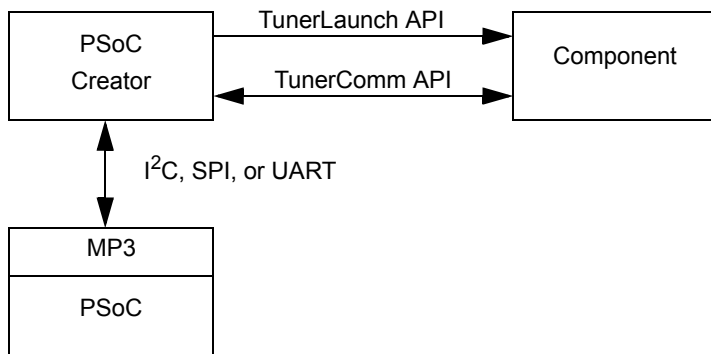 PSoC
Creator
TunerLaunch API
TunerComm API
Component
I²C, SPI, or UART
MP3
PSoC